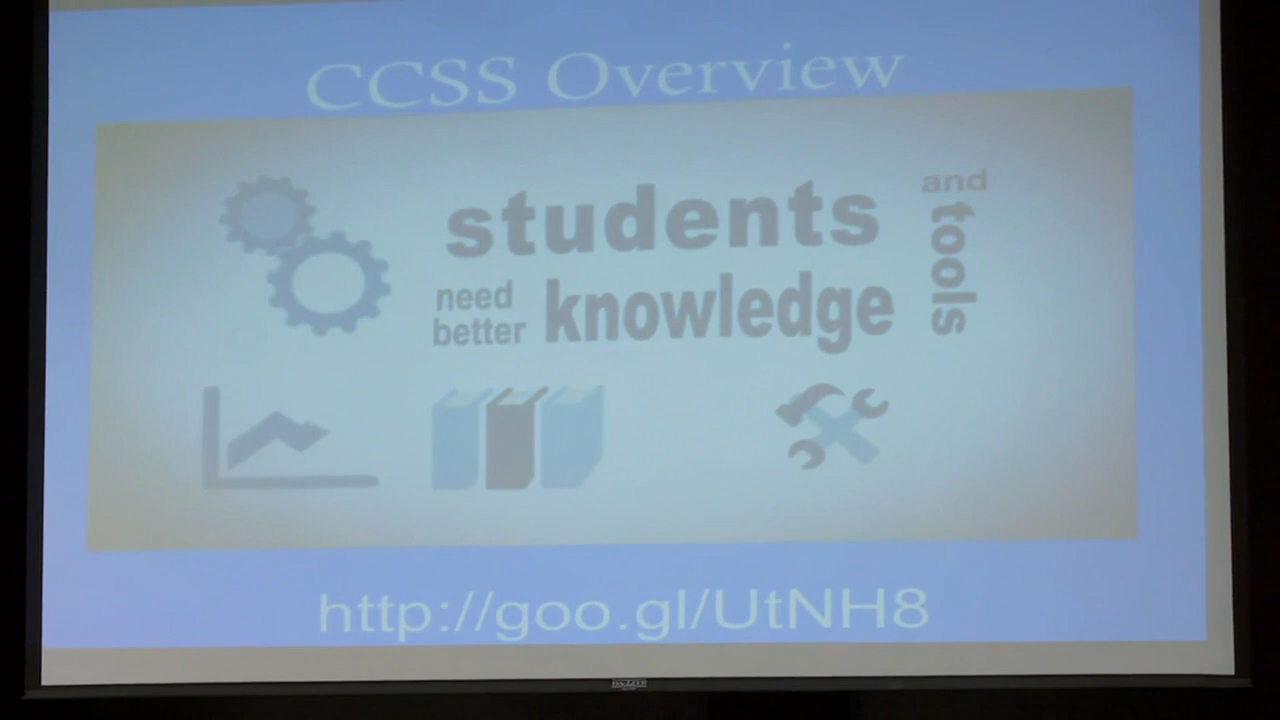 CCSS Overview
students
need
better
knowledge
and
tools
http://goo.gl/UtNH8